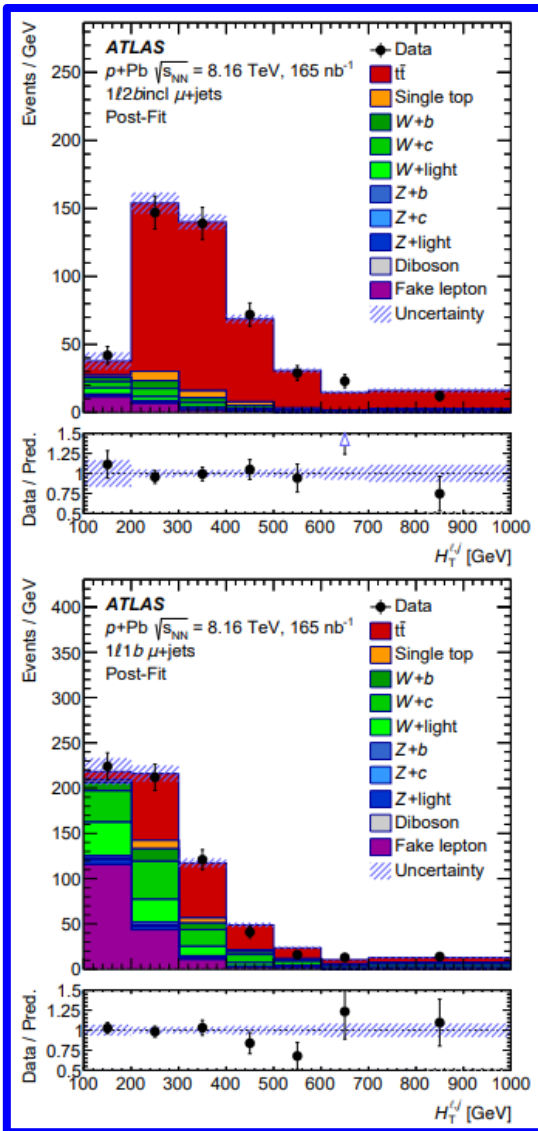 Events / GeV
ATLAS
p+Pb √sNN = 8.16 TeV, 165 nb⁻¹
1ℓ2bincl μ+jets
Post-Fit
Data
tt̄
Single top
W+b
W+c
W+light
Z+b
Z+c
Z+light
Diboson
Fake lepton
Uncertainty
250
200
150
100
50
0
Data / Pred.
1.5
1.25
1
0.75
0.5
100 200 300 400 500 600 700 800 900 1000
H_T^ℓ,j [GeV]
Events / GeV
ATLAS
p+Pb √sNN = 8.16 TeV, 165 nb⁻¹
1ℓ1b μ+jets
Post-Fit
Data
tt̄
Single top
W+b
W+c
W+light
Z+b
Z+c
Z+light
Diboson
Fake lepton
Uncertainty
400
350
300
250
200
150
100
50
0
Data / Pred.
1.5
1.25
1
0.75
0.5
100 200 300 400 500 600 700 800 900 1000
H_T^ℓ,j [GeV]